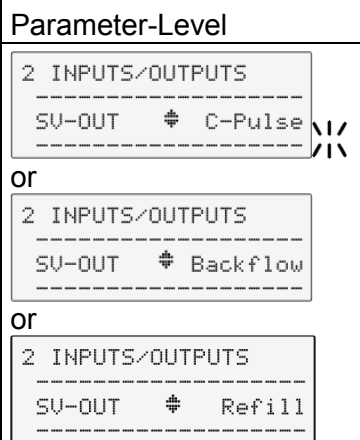 Parameter-Level
2 INPUTS/OUTPUTS
SV-OUT C-Pulse
or
2 INPUTS/OUTPUTS
SV-OUT Backflow
or
2 INPUTS/OUTPUTS
SV-OUT Refill